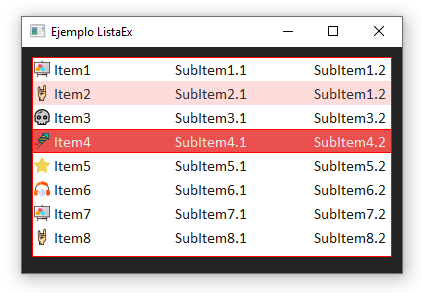 Ejemplo ListaEx
Item1 SubItem1.1 SubItem1.2
Item2 SubItem2.1 SubItem1.2
Item3 SubItem3.1 SubItem3.2
Item4 SubItem4.1 SubItem4.2
Item5 SubItem5.1 SubItem5.2
Item6 SubItem6.1 SubItem6.2
Item7 SubItem7.1 SubItem7.2
Item8 SubItem8.1 SubItem8.2